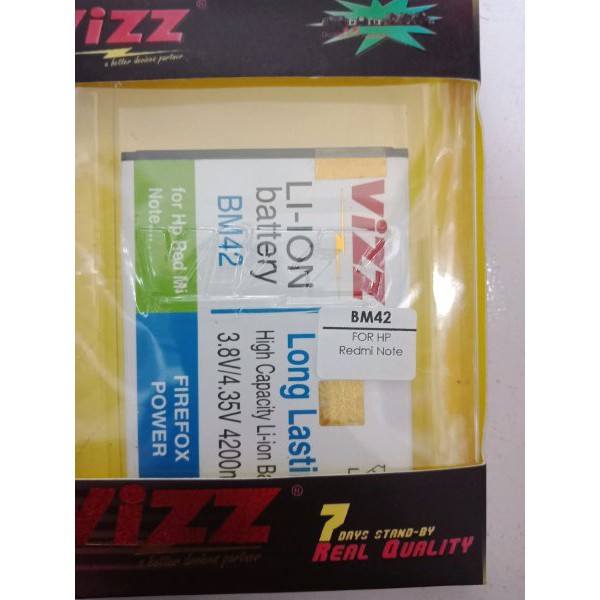 ViZZ®
a better devices partner
ViZZ
LI-ION
battery
BM42
for Hp Red Mi
Note...
Long Lasti
High Capacity Li-ion Ba
3.8V/4.35V 4200m
FIREFOX
POWER
BM42
FOR HP
Redmi Note
ViZZ®
a better devices partner
7
DAYS STAND-BY
REAL QUALITY